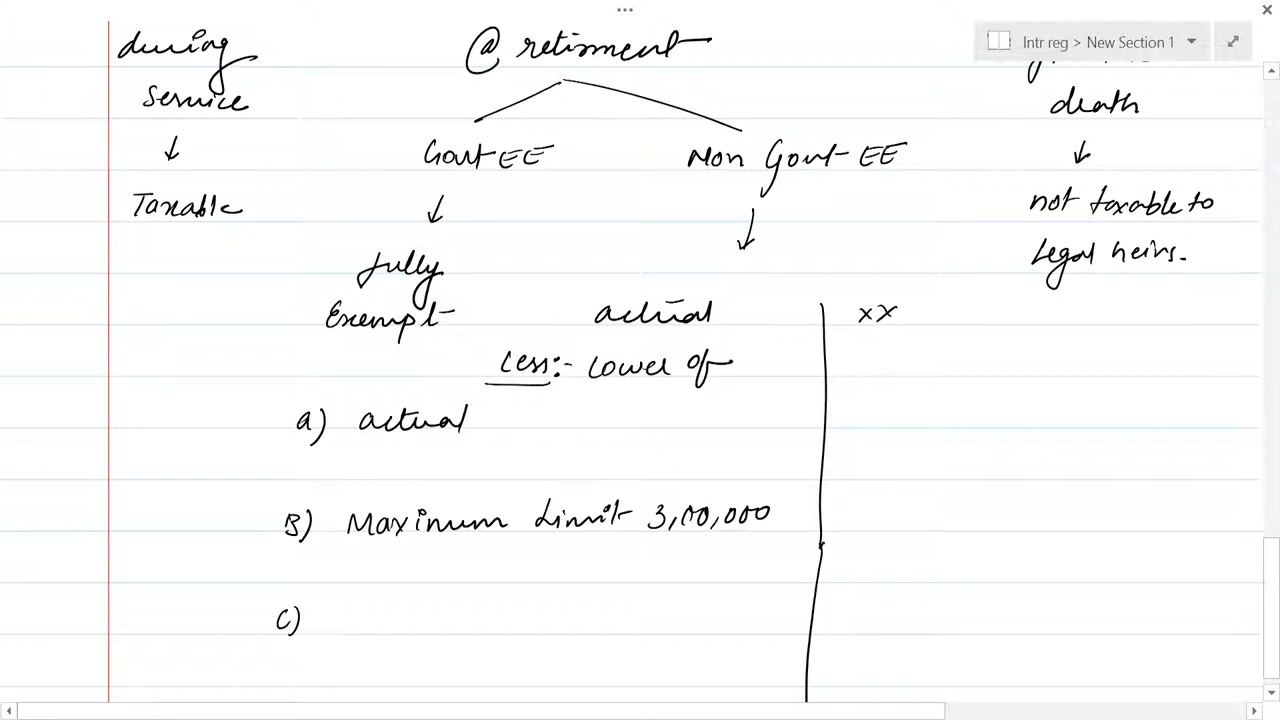 during @ retirment Intr reg > New Section 1
Service death
Govt EE Non Govt EE
Taxable not taxable to
fully Legal heirs.
Exempt actual xx
Less:- Lower of
a) actual
B) Maximum Limit 3,00,000
c)